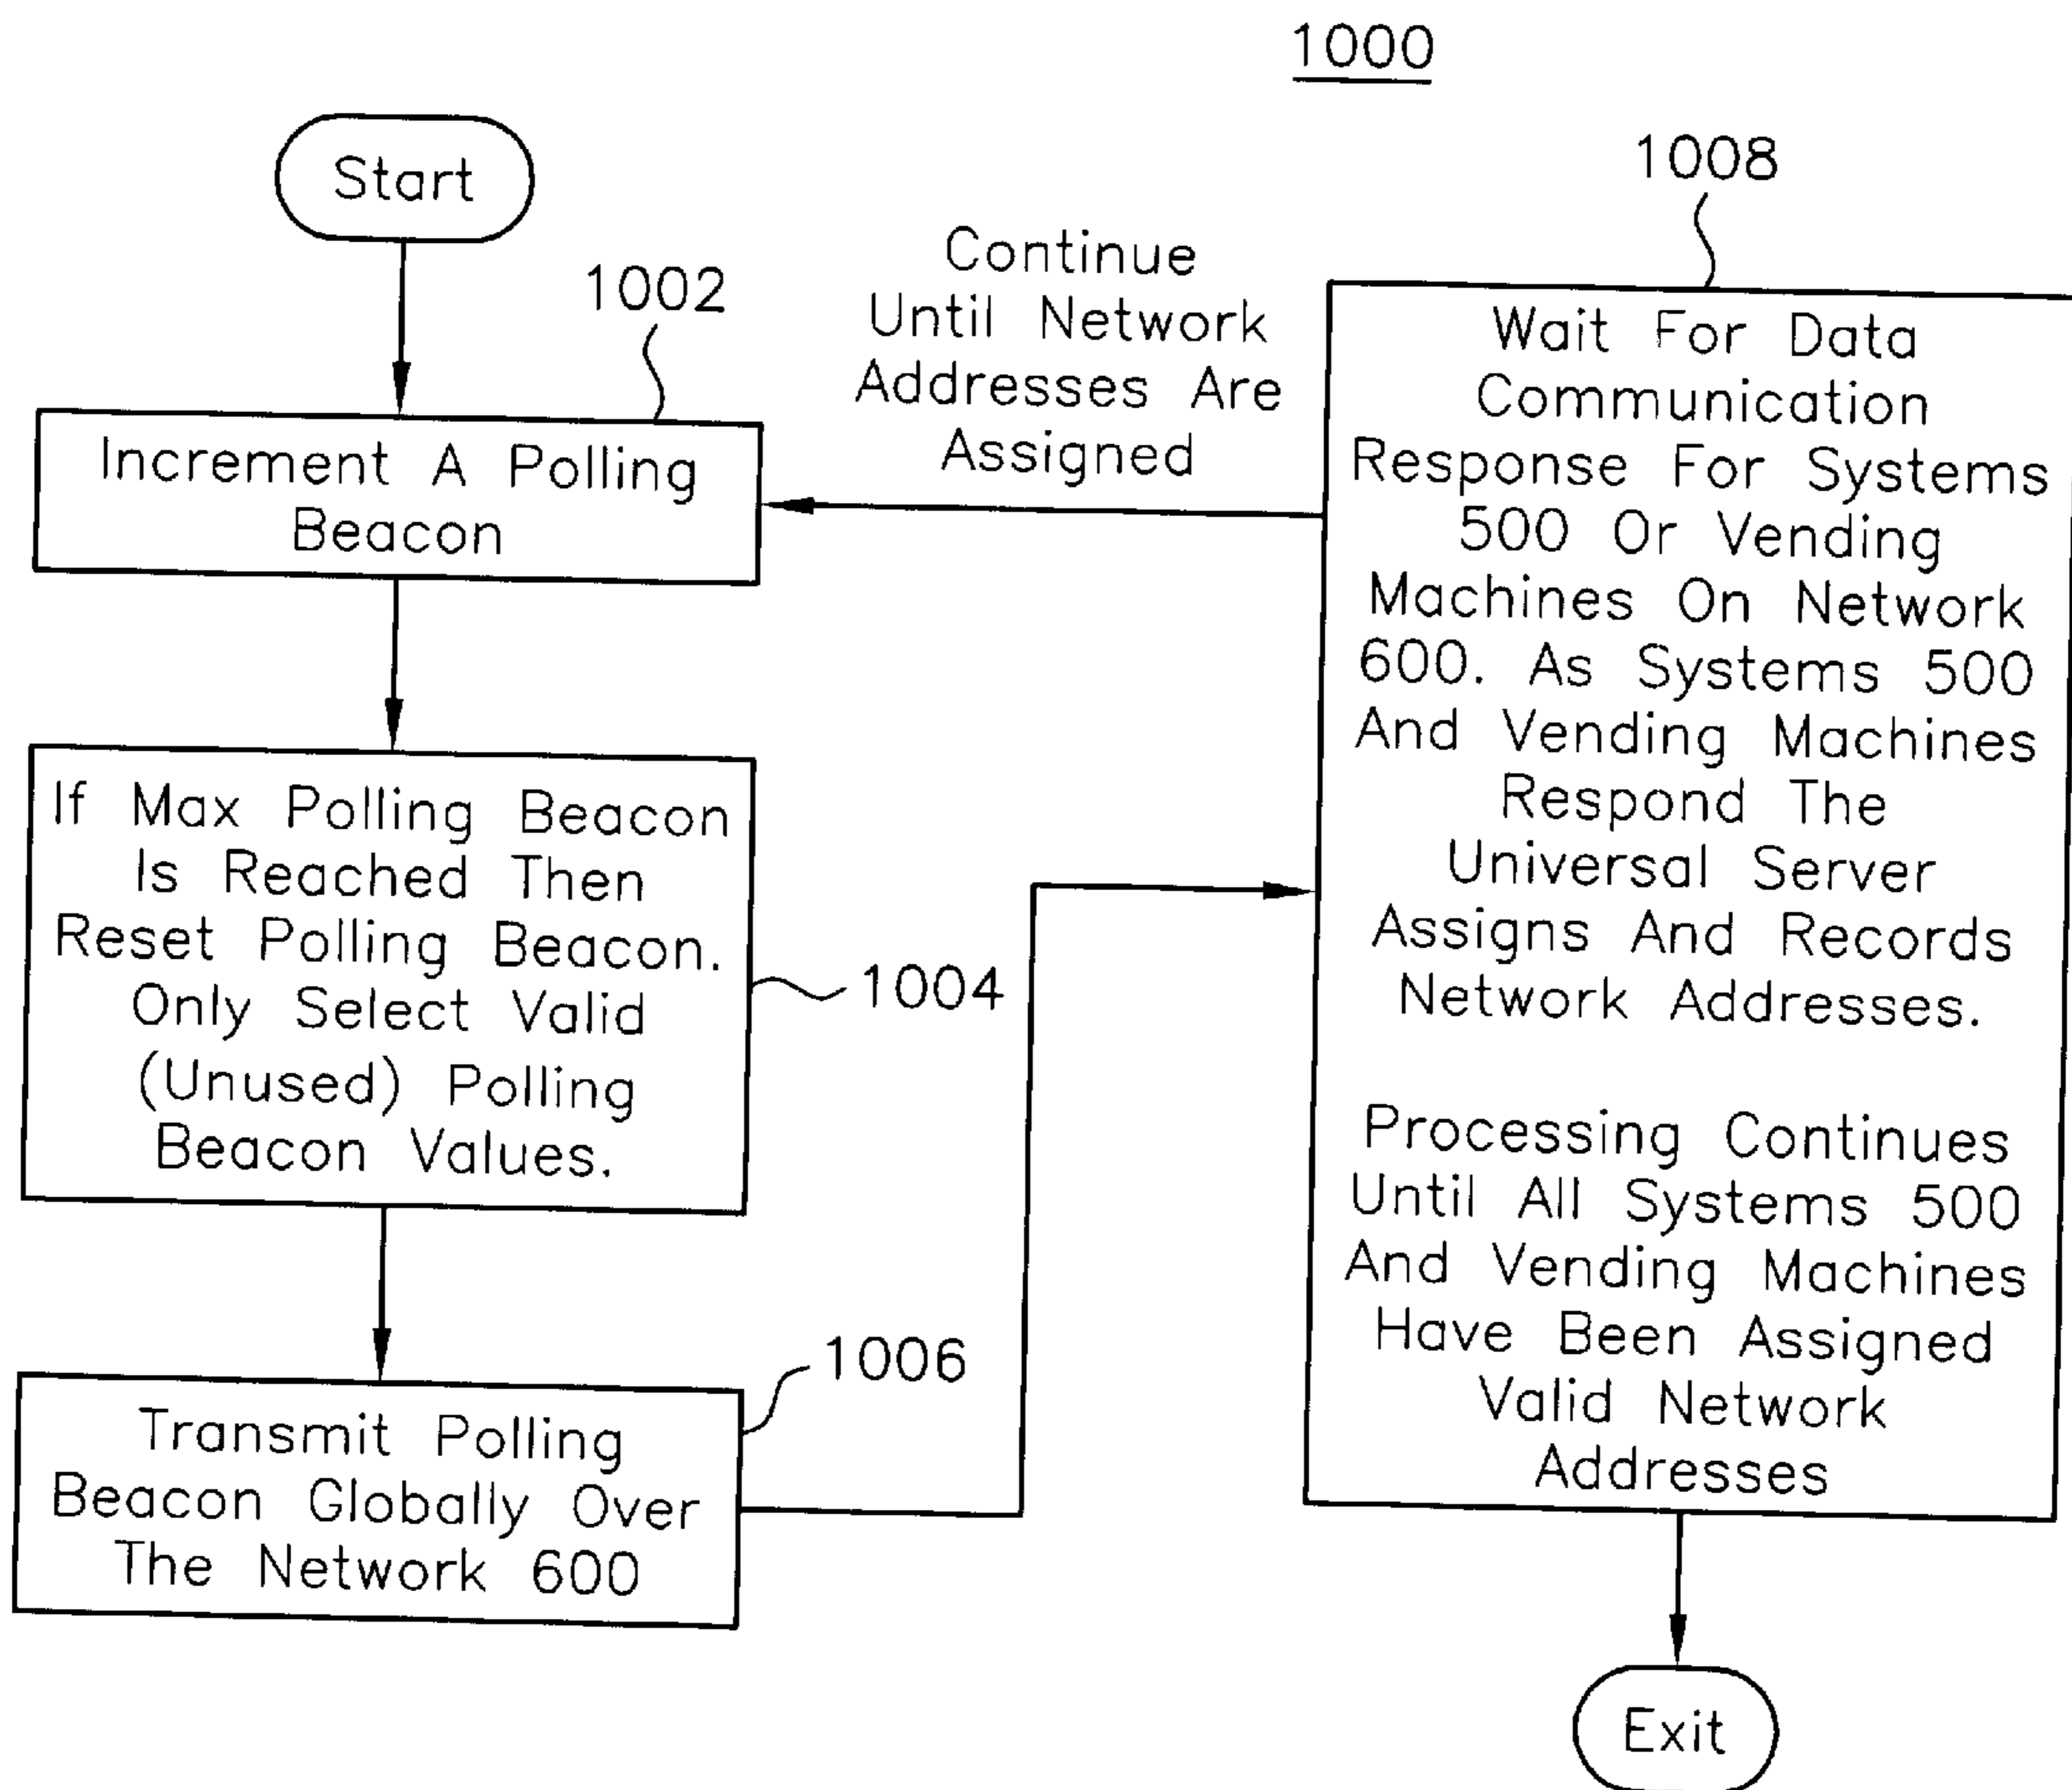 1000
Start
1002
Increment A Polling
Beacon
Continue
Until Network
Addresses Are
Assigned
If Max Polling Beacon
Is Reached Then
Reset Polling Beacon.
Only Select Valid
(Unused) Polling
Beacon Values.
1004
Transmit Polling
Beacon Globally Over
The Network 600
1006
1008
Wait For Data
Communication
Response For Systems
500 Or Vending
Machines On Network
600. As Systems 500
And Vending Machines
Respond The
Universal Server
Assigns And Records
Network Addresses.
Processing Continues
Until All Systems 500
And Vending Machines
Have Been Assigned
Valid Network
Addresses
Exit